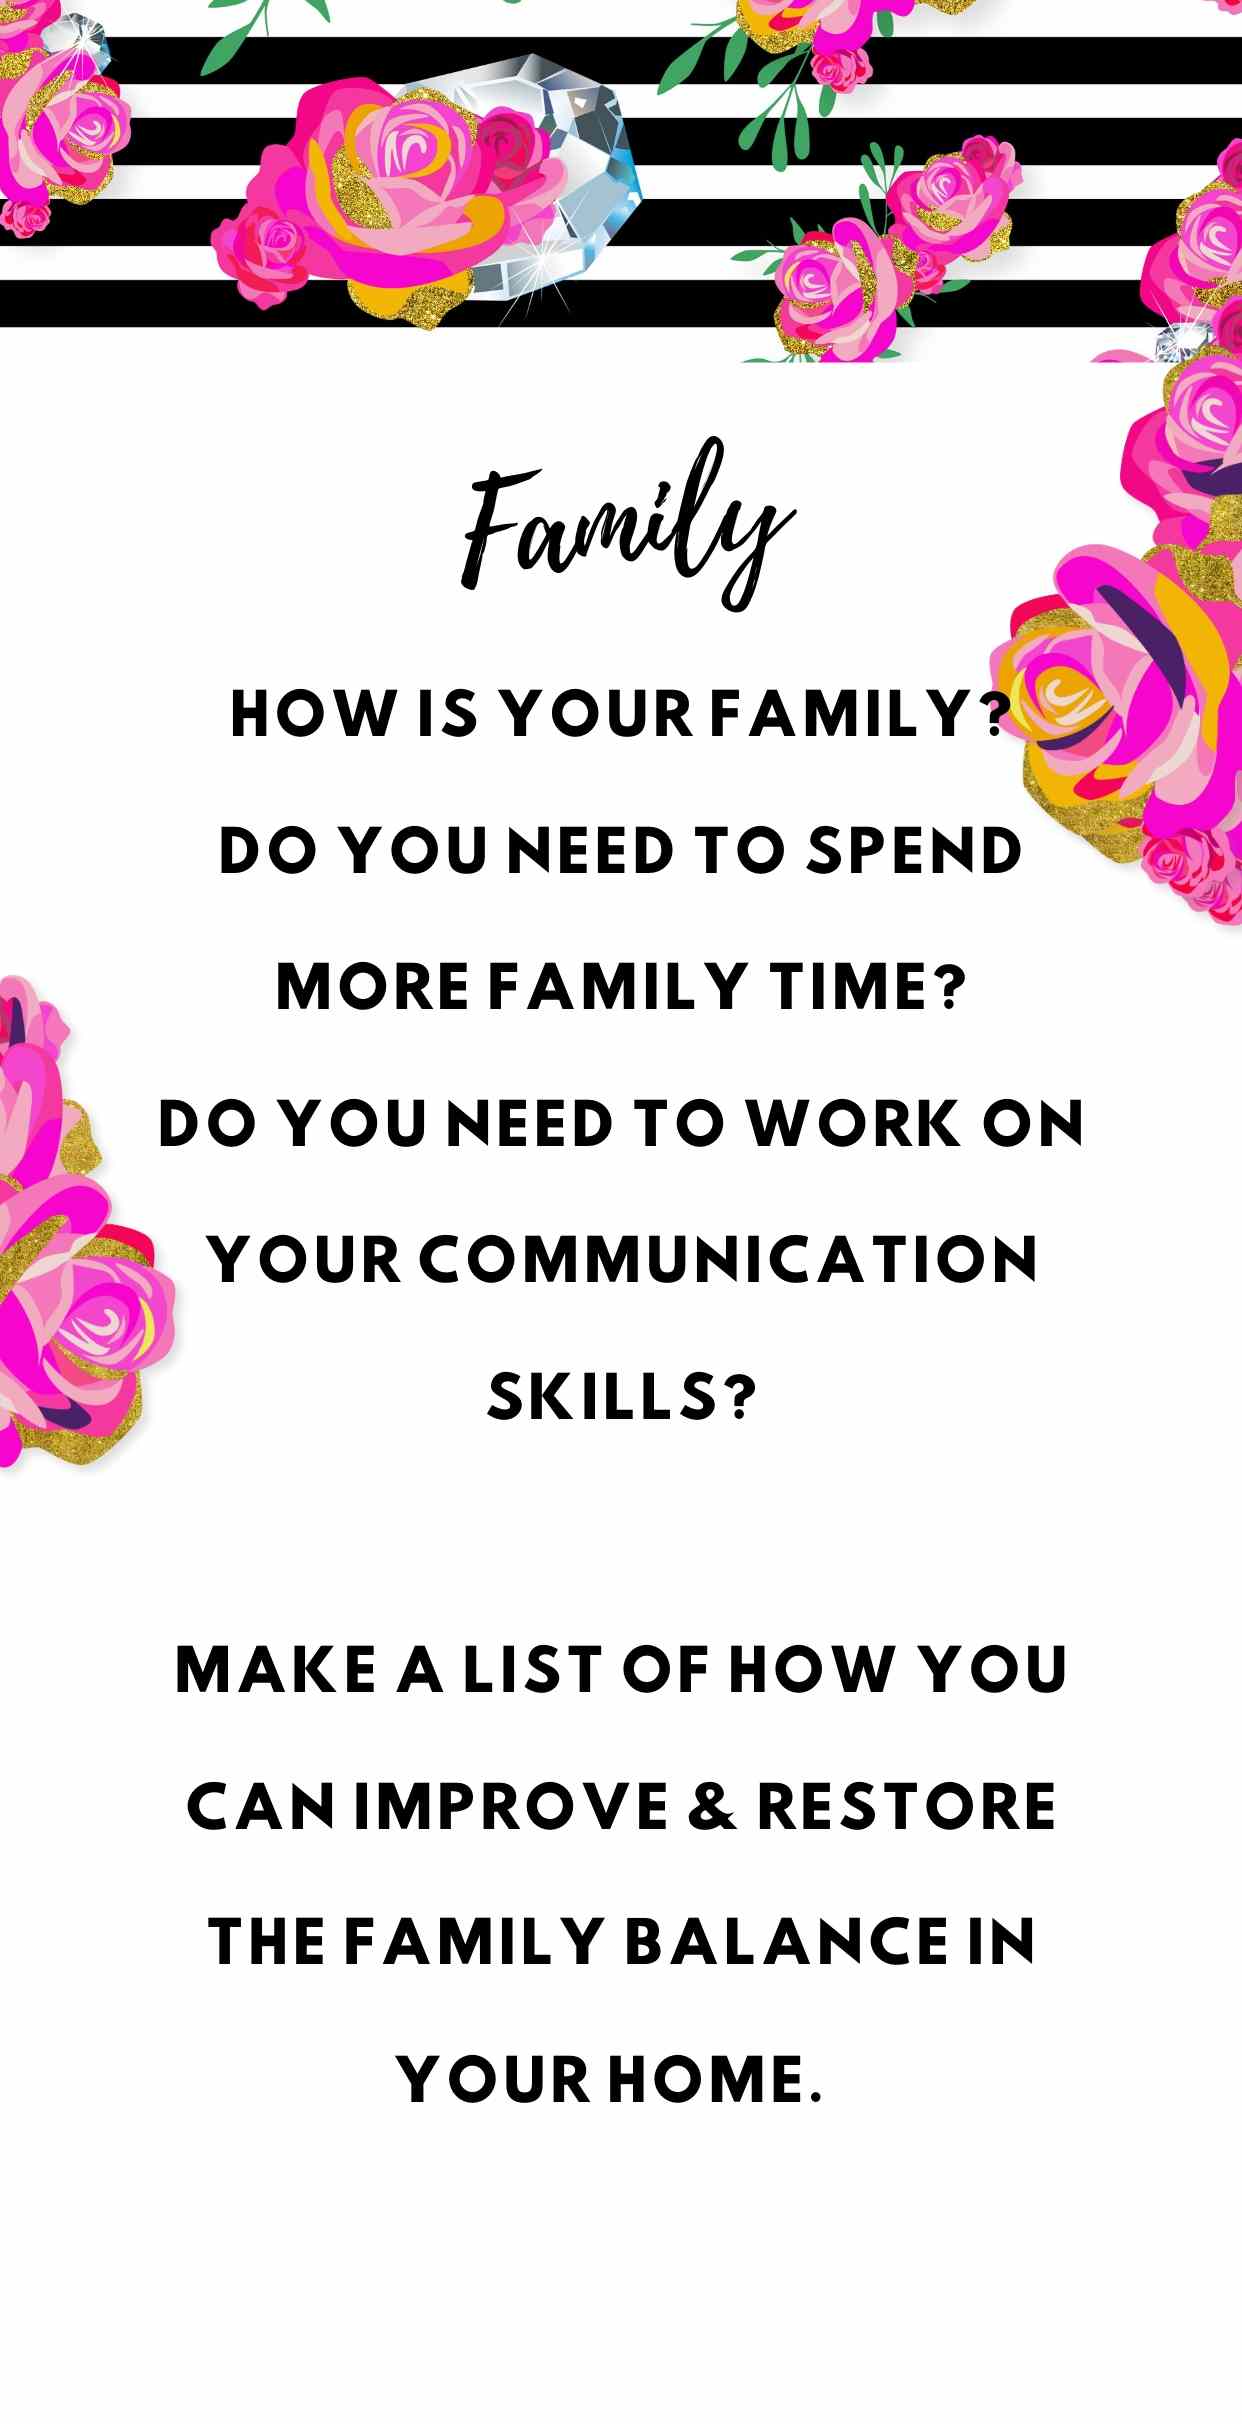 Family
HOW IS YOUR FAMILY?
DO YOU NEED TO SPEND
MORE FAMILY TIME?
DO YOU NEED TO WORK ON
YOUR COMMUNICATION
SKILLS?
MAKE A LIST OF HOW YOU
CAN IMPROVE & RESTORE
THE FAMILY BALANCE IN
YOUR HOME.